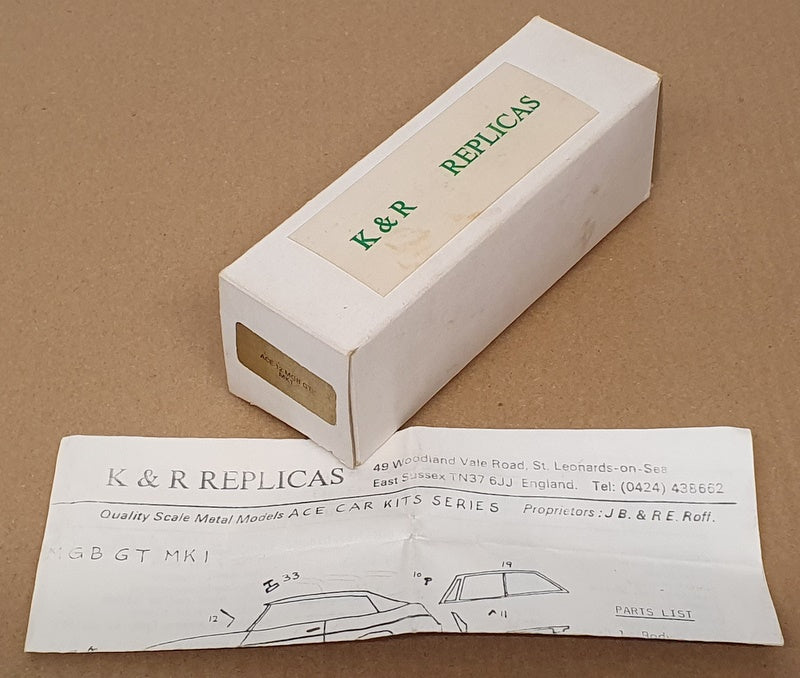 K & R REPLICAS
ACE 12 MGB GT
MK1
K & R REPLICAS
49 Woodland Vale Road, St. Leonards-on-Sea
East Sussex TN37 6JJ England. Tel: (0424) 438662
Quality Scale Metal Models ACE CAR KITS SERIES Proprietors: J B. & R E. Roff.
MGB GT MK1
33
10
19
12
11
PARTS LIST
1 Body